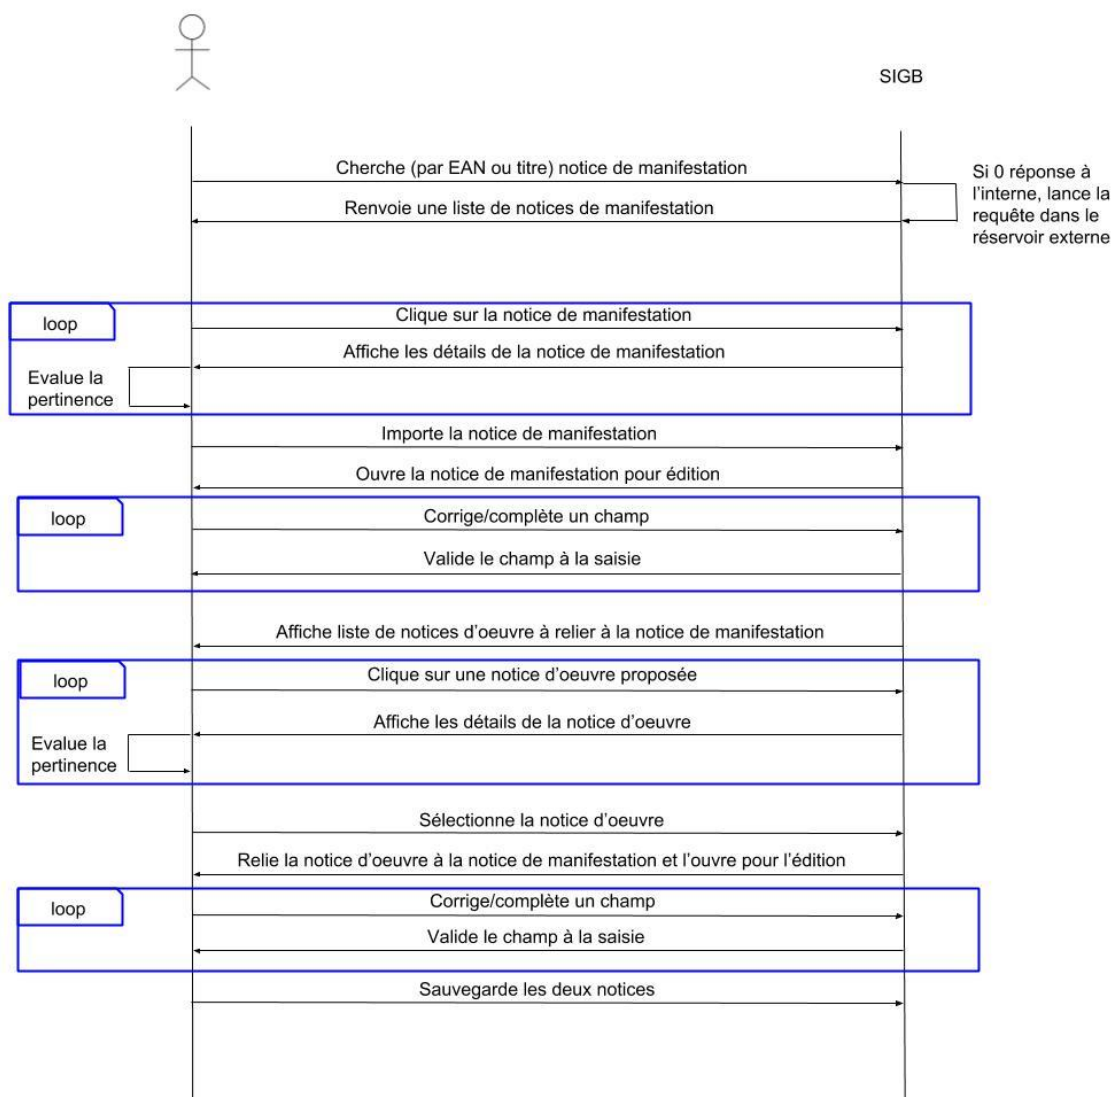 SIGB
Cherche (par EAN ou titre) notice de manifestation
Si 0 réponse à
l'interne, lance la
requête dans le
réservoir externe
Renvoie une liste de notices de manifestation
loop
Clique sur la notice de manifestation
Affiche les détails de la notice de manifestation
Evalue la
pertinence
Importe la notice de manifestation
Ouvre la notice de manifestation pour édition
loop
Corrige/complète un champ
Valide le champ à la saisie
Affiche liste de notices d'oeuvre à relier à la notice de manifestation
loop
Clique sur une notice d'oeuvre proposée
Affiche les détails de la notice d'oeuvre
Evalue la
pertinence
Sélectionne la notice d'oeuvre
Relie la notice d'oeuvre à la notice de manifestation et l'ouvre pour l'édition
loop
Corrige/complète un champ
Valide le champ à la saisie
Sauvegarde les deux notices